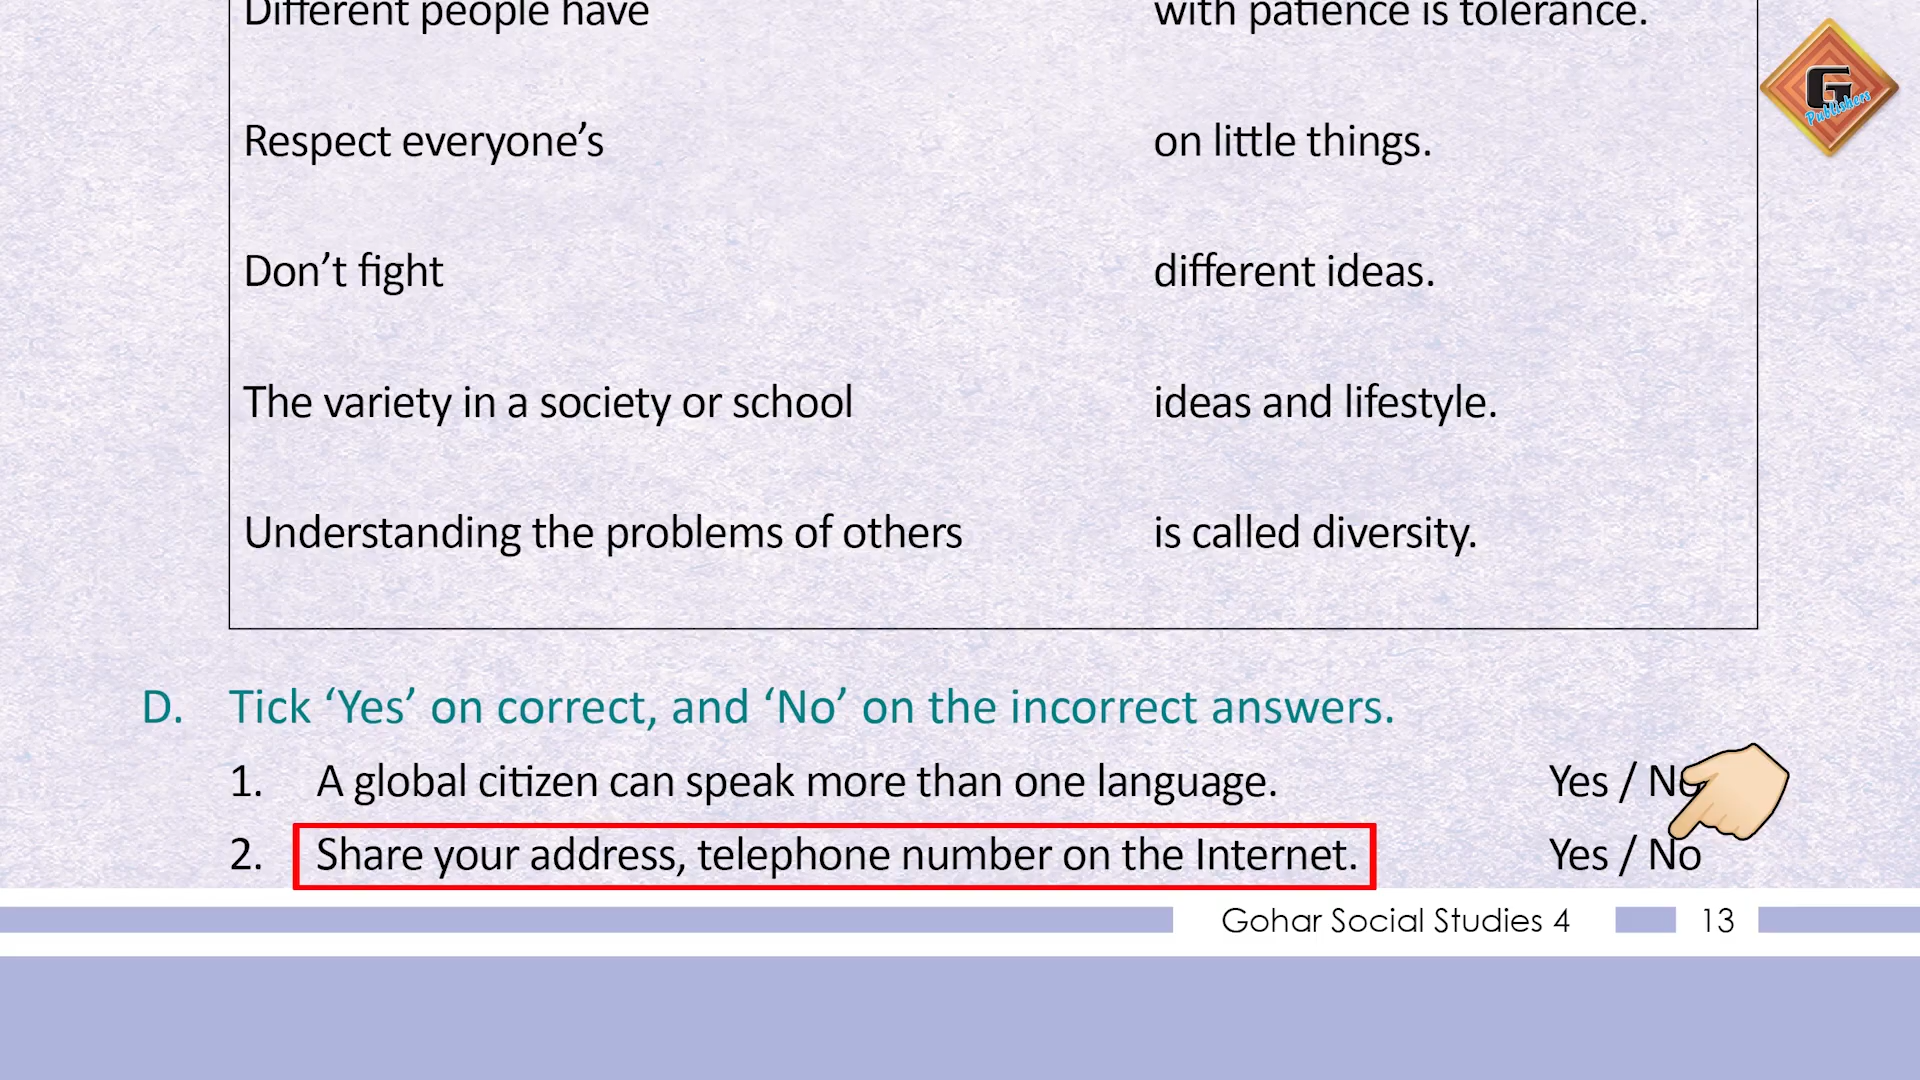 Different people have with patience is tolerance.
Respect everyone’s on little things.
Don’t fight different ideas.
The variety in a society or school ideas and lifestyle.
Understanding the problems of others is called diversity.
D. Tick ‘Yes’ on correct, and ‘No’ on the incorrect answers.
1. A global citizen can speak more than one language. Yes / No
2. Share your address, telephone number on the Internet. Yes / No
Gohar Social Studies 4 13
G
Publishers